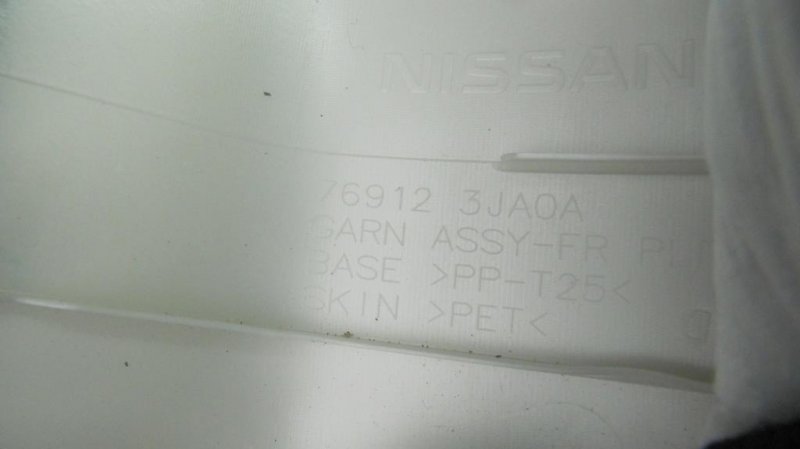 NISSAN
76912 3JA0A
GARN ASSY-FR
BASE >PP-T25<
SKIN >PET<